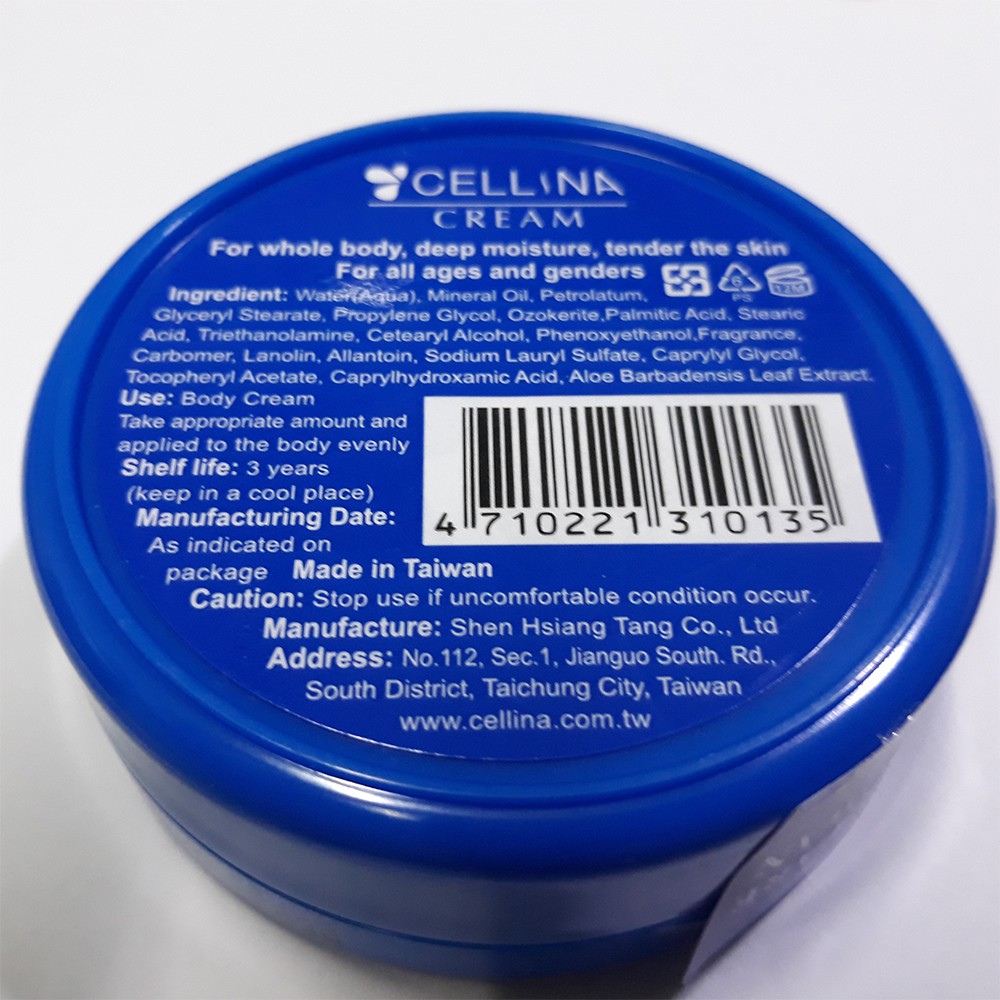 CELLINA
CREAM
For whole body, deep moisture, tender the skin
For all ages and genders
6
PS
12M
Ingredient: Water(Aqua), Mineral Oil, Petrolatum,
Glyceryl Stearate, Propylene Glycol, Ozokerite,Palmitic Acid, Stearic
Acid, Triethanolamine, Cetearyl Alcohol, Phenoxyethanol,Fragrance,
Carbomer, Lanolin, Allantoin, Sodium Lauryl Sulfate, Caprylyl Glycol,
Tocopheryl Acetate, Caprylhydroxamic Acid, Aloe Barbadensis Leaf Extract.
Use: Body Cream
Take appropriate amount and
applied to the body evenly
Shelf life: 3 years
(keep in a cool place)
Manufacturing Date:
As indicated on
package Made in Taiwan
4 710221 310135
Caution: Stop use if uncomfortable condition occur.
Manufacture: Shen Hsiang Tang Co., Ltd
Address: No.112, Sec.1, Jianguo South. Rd.,
South District, Taichung City, Taiwan
www.cellina.com.tw